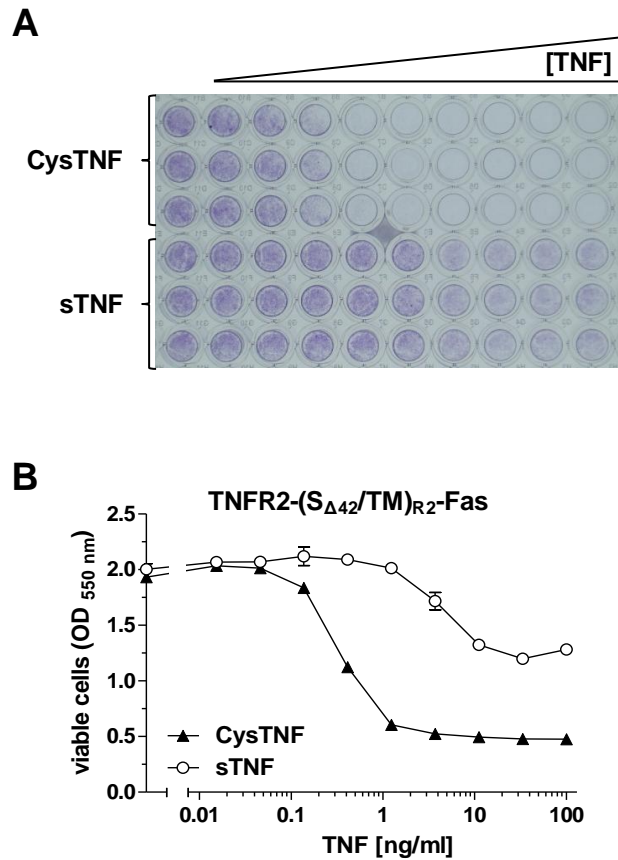 A
[TNF]
CysTNF
sTNF
B
TNFR2-(SΔ42/TM)R2-Fas
viable cells (OD 550 nm)
2.5
2.0
1.5
1.0
0.5
0.0
CysTNF
sTNF
0.01 0.1 1 10 100
TNF [ng/ml]